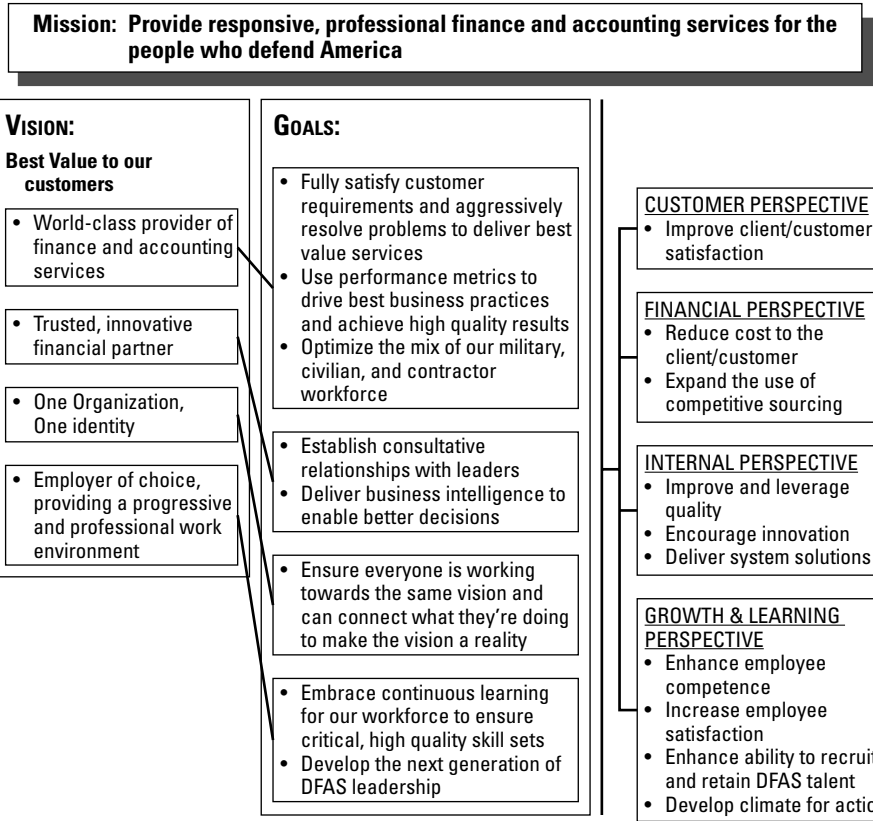 Mission: Provide responsive, professional finance and accounting services for the
people who defend America
VISION:
Best Value to our
customers
• World-class provider of
finance and accounting
services
• Trusted, innovative
financial partner
• One Organization,
One identity
• Employer of choice,
providing a progressive
and professional work
environment
GOALS:
• Fully satisfy customer
requirements and aggressively
resolve problems to deliver best
value services
• Use performance metrics to
drive best business practices
and achieve high quality results
• Optimize the mix of our military,
civilian, and contractor
workforce
• Establish consultative
relationships with leaders
• Deliver business intelligence to
enable better decisions
• Ensure everyone is working
towards the same vision and
can connect what they're doing
to make the vision a reality
• Embrace continuous learning
for our workforce to ensure
critical, high quality skill sets
• Develop the next generation of
DFAS leadership
CUSTOMER PERSPECTIVE
• Improve client/customer
satisfaction
FINANCIAL PERSPECTIVE
• Reduce cost to the
client/customer
• Expand the use of
competitive sourcing
INTERNAL PERSPECTIVE
• Improve and leverage
quality
• Encourage innovation
• Deliver system solutions
GROWTH & LEARNING
PERSPECTIVE
• Enhance employee
competence
• Increase employee
satisfaction
• Enhance ability to recruit
and retain DFAS talent
• Develop climate for